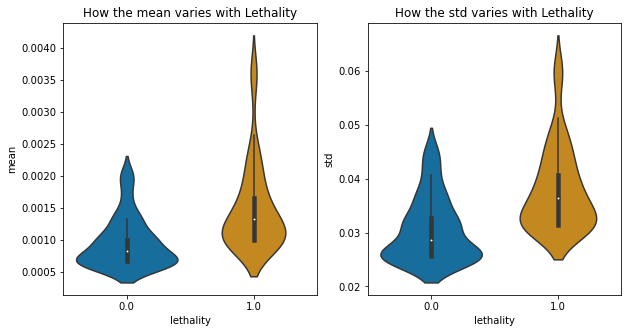 How the mean varies with Lethality
mean
0.0040
0.0035
0.0030
0.0025
0.0020
0.0015
0.0010
0.0005
0.0
1.0
lethality
How the std varies with Lethality
std
0.06
0.05
0.04
0.03
0.02
0.0
1.0
lethality